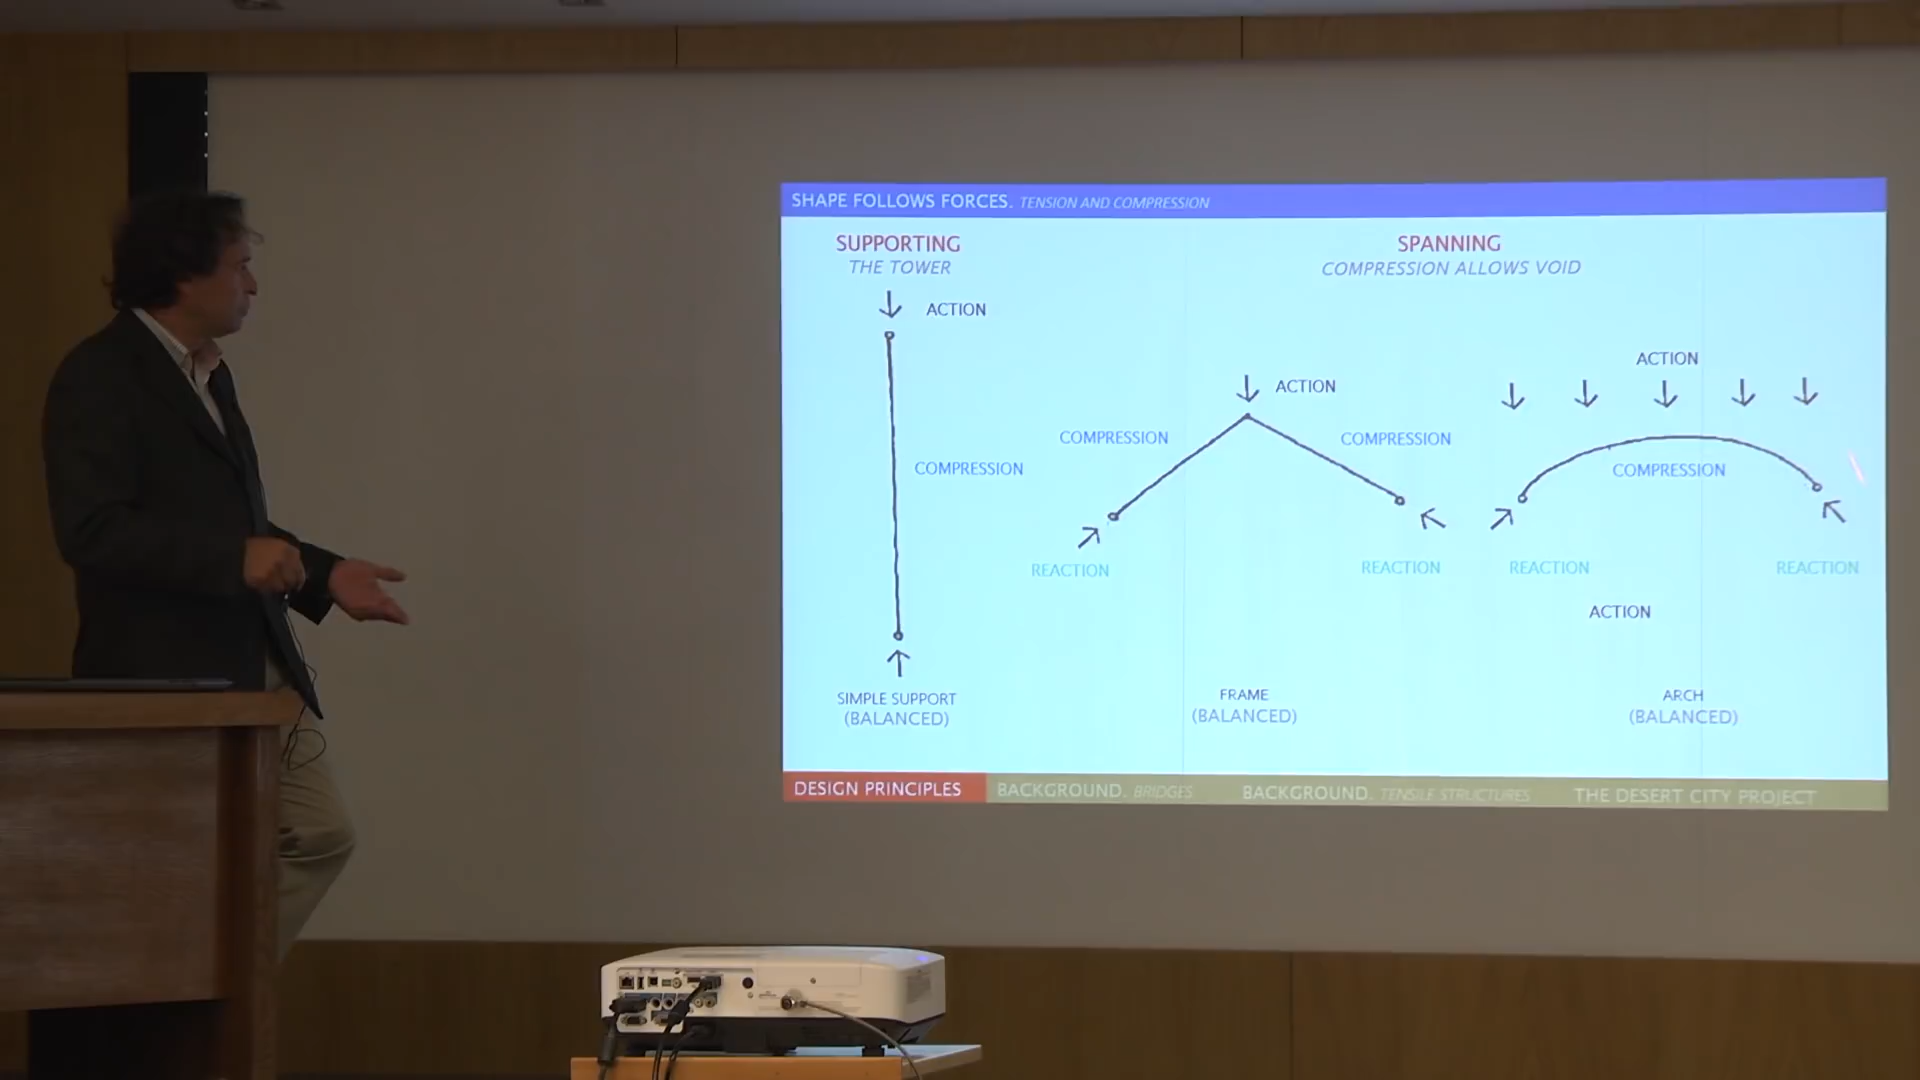 SHAPE FOLLOWS FORCES. TENSION AND COMPRESSION
SUPPORTING
THE TOWER
ACTION
COMPRESSION
SIMPLE SUPPORT
(BALANCED)
SPANNING
COMPRESSION ALLOWS VOID
ACTION
COMPRESSION
COMPRESSION
REACTION
REACTION
FRAME
(BALANCED)
ACTION
COMPRESSION
REACTION
REACTION
ACTION
ARCH
(BALANCED)
DESIGN PRINCIPLES
BACKGROUND. BRIDGES
BACKGROUND. TENSILE STRUCTURES
THE DESERT CITY PROJECT